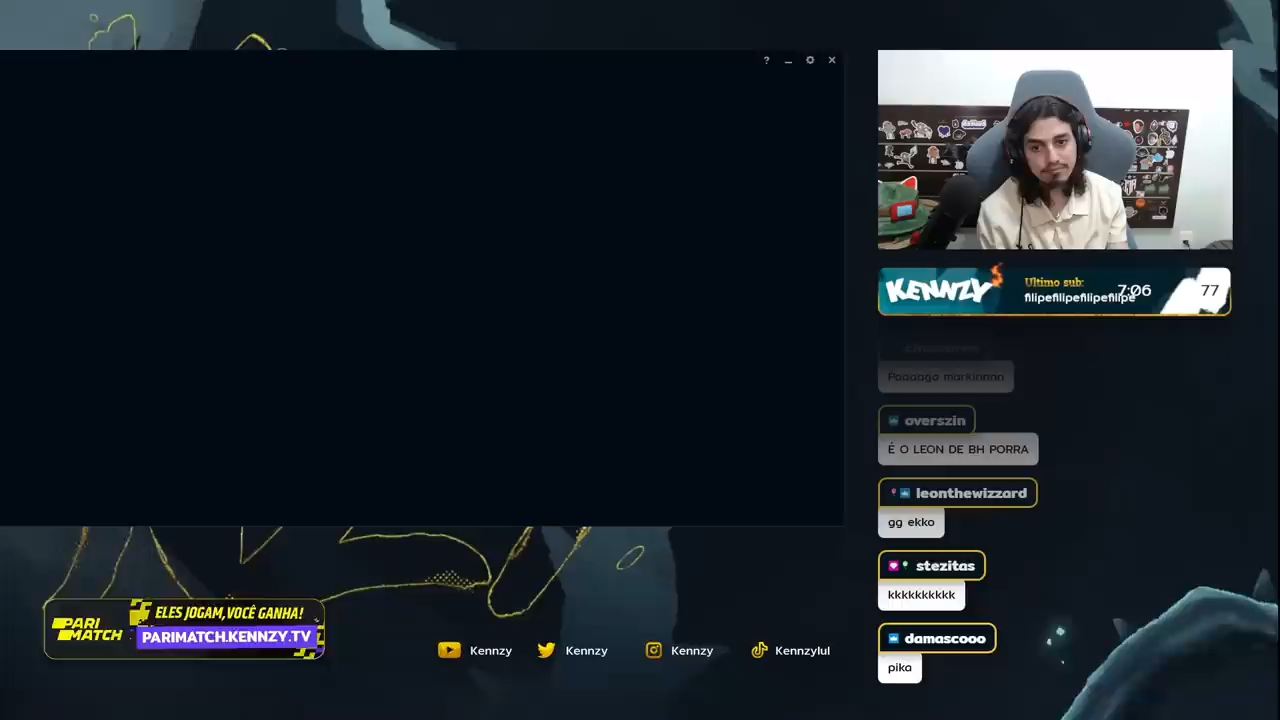 KENNZY
Ultimo sub:
filipefilipefilipefilipe
7:06
77
Paaaaga markinnnn
overszin
É O LEON DE BH PORRA
leonthewizzard
gg ekko
stezitas
kkkkkkkkkk
damascooo
pika
PARI
MATCH
ELES JOGAM, VOCÊ GANHA!
PARIMATCH.KENNZY.TV
Kennzy
Kennzy
Kennzy
Kennzylul